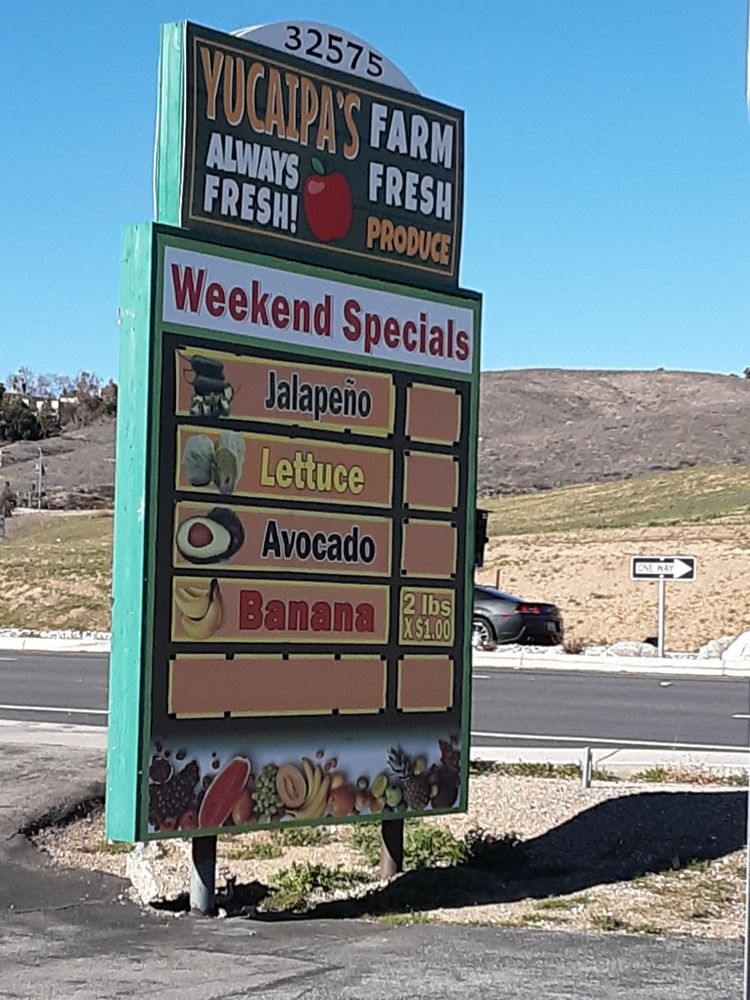 32575
YUCAIPA'S FARM
ALWAYS FRESH
FRESH! PRODUCE
Weekend Specials
Jalapeño
Lettuce
Avocado
Banana 2 lbs
X $1.00
ONE WAY